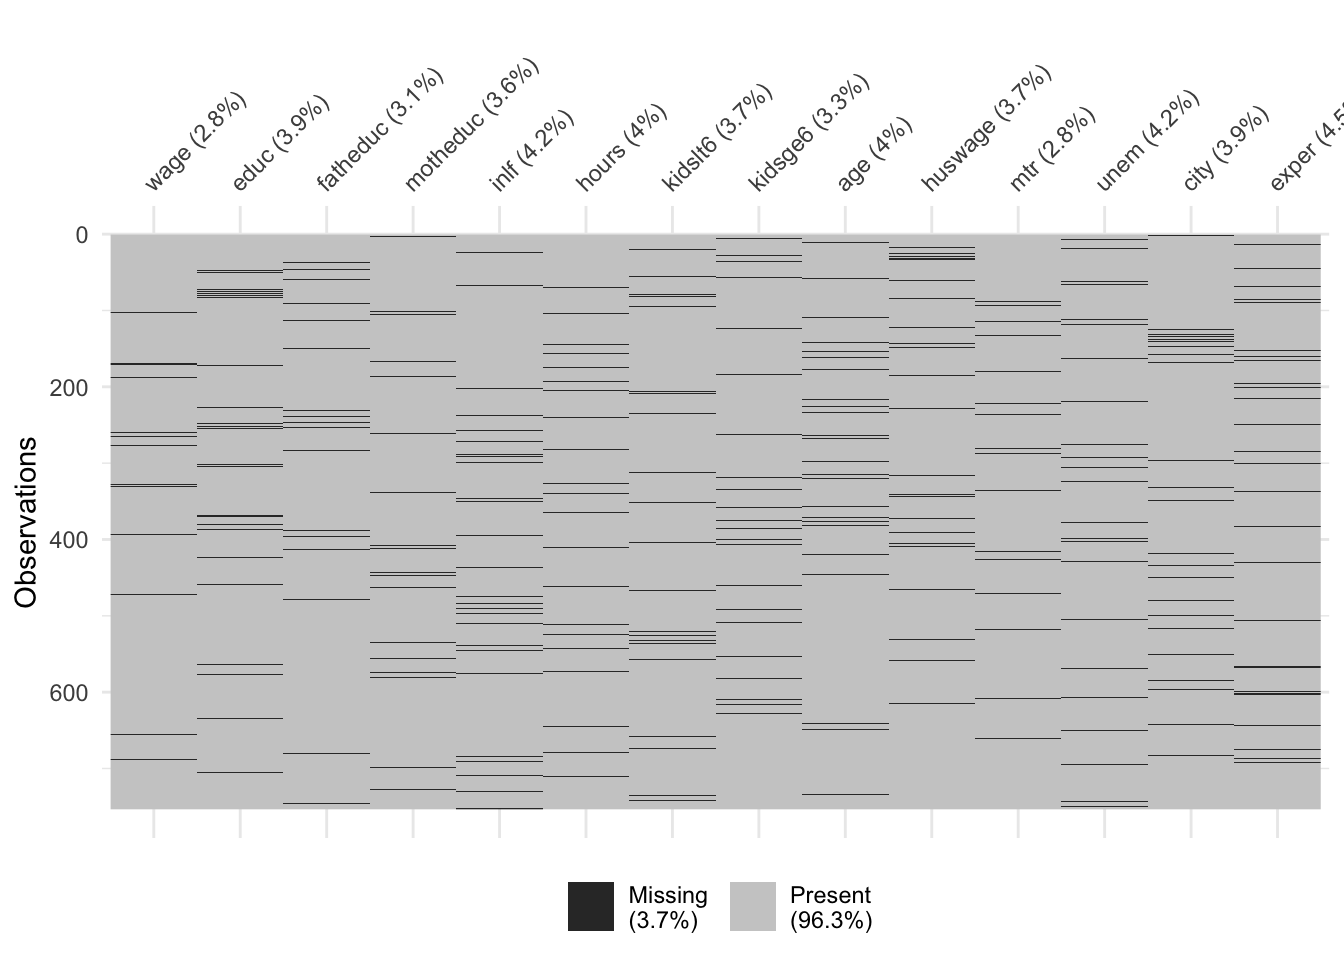 wage (2.8%)
educ (3.9%)
fatheduc (3.1%)
motheduc (3.6%)
inlf (4.2%)
hours (4%)
kidslt6 (3.7%)
kidsge6 (3.3%)
age (4%)
huswage (3.7%)
mtr (2.8%)
unem (4.2%)
city (3.9%)
exper (4.5
0
200
400
600
Observations
Missing
(3.7%)
Present
(96.3%)